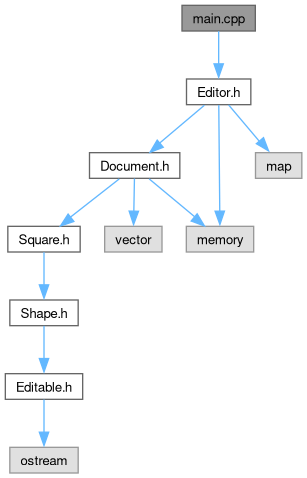 main.cpp
Editor.h
Document.h
map
Square.h
vector
memory
Shape.h
Editable.h
ostream